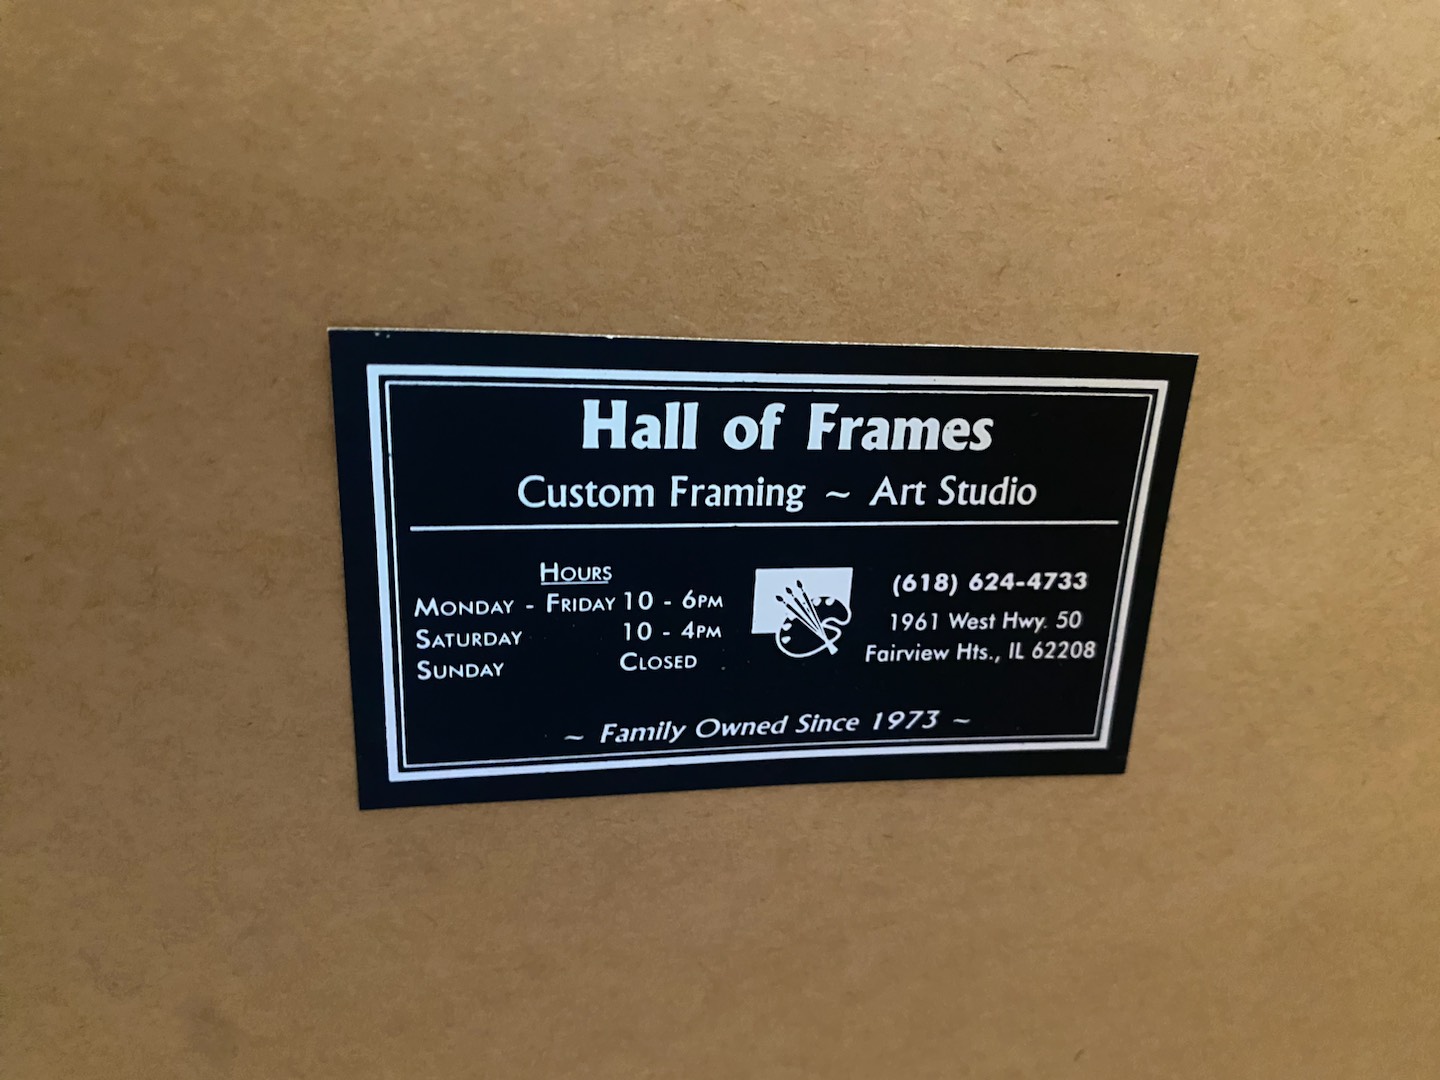 Hall of Frames
Custom Framing ~ Art Studio
HOURS
MONDAY - FRIDAY 10 - 6PM
SATURDAY 10 - 4PM
SUNDAY CLOSED
(618) 624-4733
1961 West Hwy. 50
Fairview Hts., IL 62208
~ Family Owned Since 1973 ~